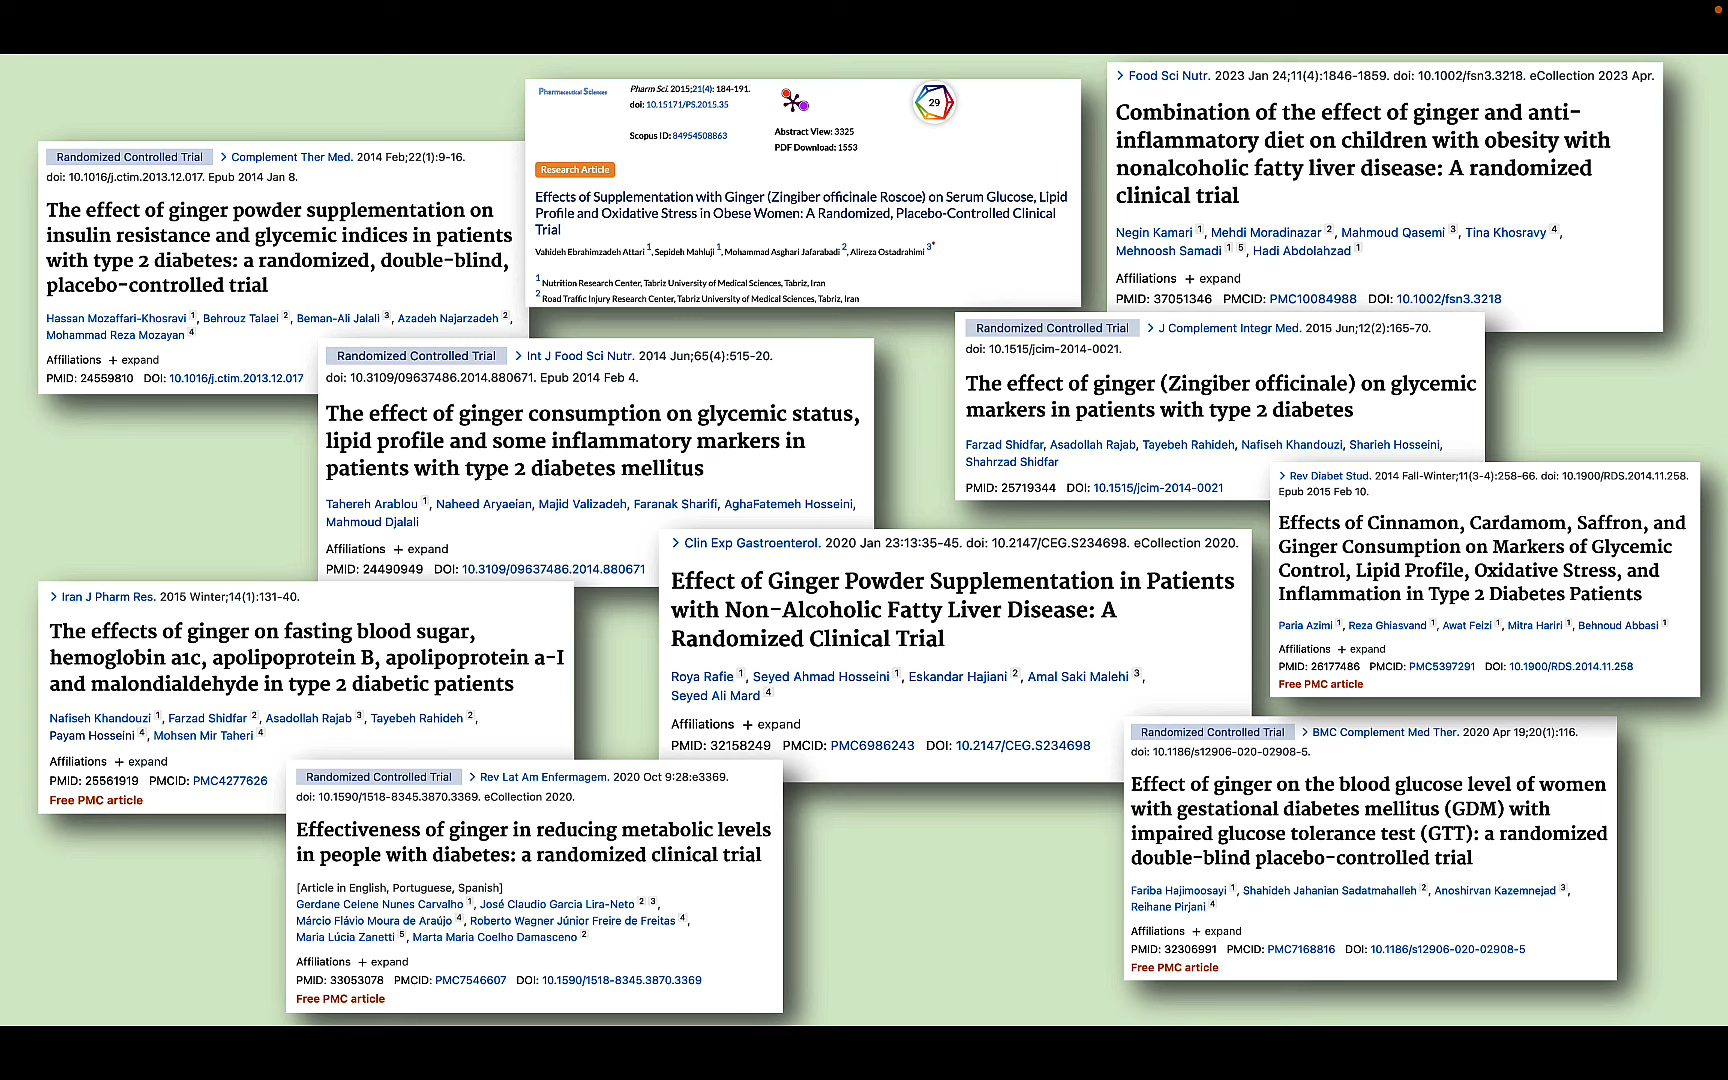 Randomized Controlled Trial > Complement Ther Med. 2014 Feb;22(1):9-16.
doi: 10.1016/j.ctim.2013.12.017. Epub 2014 Jan 8.
The effect of ginger powder supplementation on
insulin resistance and glycemic indices in patients
with type 2 diabetes: a randomized, double-blind,
placebo-controlled trial
Hassan Mozaffari-Khosravi 1, Behrouz Talaei 2, Beman-Ali Jalali 3, Azadeh Najarzadeh 2,
Mohammad Reza Mozayan 4
Affiliations + expand
PMID: 24559810 DOI: 10.1016/j.ctim.2013.12.017
Pharmaceutical Sciences
Pharm Sci. 2015;21(4): 184-191.
doi: 10.15171/PS.2015.35
Scopus ID: 84954508863
Abstract View: 3325
PDF Download: 1553
29
Research Article
Effects of Supplementation with Ginger (Zingiber officinale Roscoe) on Serum Glucose, Lipid
Profile and Oxidative Stress in Obese Women: A Randomized, Placebo-Controlled Clinical
Trial
Vahideh Ebrahimzadeh Attari 1, Sepideh Mahluji 1, Mohammad Asghari Jafarabadi 2, Alireza Ostadrahimi 3*
1 Nutrition Research Center, Tabriz University of Medical Sciences, Tabriz, Iran
2 Road Traffic Injury Research Center, Tabriz University of Medical Sciences, Tabriz, Iran
> Food Sci Nutr. 2023 Jan 24;11(4):1846-1859. doi: 10.1002/fsn3.3218. eCollection 2023 Apr.
Combination of the effect of ginger and anti-
inflammatory diet on children with obesity with
nonalcoholic fatty liver disease: A randomized
clinical trial
Negin Kamari 1, Mehdi Moradinazar 2, Mahmoud Qasemi 3, Tina Khosravy 4,
Mehnoosh Samadi 1 5, Hadi Abdolahzad 1
Affiliations + expand
PMID: 37051346 PMCID: PMC10084988 DOI: 10.1002/fsn3.3218
Randomized Controlled Trial > Int J Food Sci Nutr. 2014 Jun;65(4):515-20.
doi: 10.3109/09637486.2014.880671. Epub 2014 Feb 4.
The effect of ginger consumption on glycemic status,
lipid profile and some inflammatory markers in
patients with type 2 diabetes mellitus
Tahereh Arablou 1, Naheed Aryaeian, Majid Valizadeh, Faranak Sharifi, AghaFatemeh Hosseini,
Mahmoud Djalali
Affiliations + expand
PMID: 24490949 DOI: 10.3109/09637486.2014.880671
Randomized Controlled Trial > J Complement Integr Med. 2015 Jun;12(2):165-70.
doi: 10.1515/jcim-2014-0021.
The effect of ginger (Zingiber officinale) on glycemic
markers in patients with type 2 diabetes
Farzad Shidfar, Asadollah Rajab, Tayebeh Rahideh, Nafiseh Khandouzi, Sharieh Hosseini,
Shahrzad Shidfar
PMID: 25719344 DOI: 10.1515/jcim-2014-0021
> Rev Diabet Stud. 2014 Fall-Winter;11(3-4):258-66. doi: 10.1900/RDS.2014.11.258.
Epub 2015 Feb 10.
Effects of Cinnamon, Cardamom, Saffron, and
Ginger Consumption on Markers of Glycemic
Control, Lipid Profile, Oxidative Stress, and
Inflammation in Type 2 Diabetes Patients
Paria Azimi 1, Reza Ghiasvand 1, Awat Feizi 1, Mitra Hariri 1, Behnoud Abbasi 1
Affiliations + expand
PMID: 26177486 PMCID: PMC5397291 DOI: 10.1900/RDS.2014.11.258
Free PMC article
> Clin Exp Gastroenterol. 2020 Jan 23:13:35-45. doi: 10.2147/CEG.S234698. eCollection 2020.
Effect of Ginger Powder Supplementation in Patients
with Non-Alcoholic Fatty Liver Disease: A
Randomized Clinical Trial
Roya Rafie 1, Seyed Ahmad Hosseini 1, Eskandar Hajiani 2, Amal Saki Malehi 3,
Seyed Ali Mard 4
Affiliations + expand
PMID: 32158249 PMCID: PMC6986243 DOI: 10.2147/CEG.S234698
> Iran J Pharm Res. 2015 Winter;14(1):131-40.
The effects of ginger on fasting blood sugar,
hemoglobin a1c, apolipoprotein B, apolipoprotein a-I
and malondialdehyde in type 2 diabetic patients
Nafiseh Khandouzi 1, Farzad Shidfar 2, Asadollah Rajab 3, Tayebeh Rahideh 2,
Payam Hosseini 4, Mohsen Mir Taheri 4
Affiliations + expand
PMID: 25561919 PMCID: PMC4277626
Free PMC article
Randomized Controlled Trial > Rev Lat Am Enfermagem. 2020 Oct 9:28:e3369.
doi: 10.1590/1518-8345.3870.3369. eCollection 2020.
Effectiveness of ginger in reducing metabolic levels
in people with diabetes: a randomized clinical trial
[Article in English, Portuguese, Spanish]
Gerdane Celene Nunes Carvalho 1, José Claudio Garcia Lira-Neto 2 3,
Márcio Flávio Moura de Araújo 4, Roberto Wagner Júnior Freire de Freitas 4,
Maria Lúcia Zanetti 5, Marta Maria Coelho Damasceno 2
Affiliations + expand
PMID: 33053078 PMCID: PMC7546607 DOI: 10.1590/1518-8345.3870.3369
Free PMC article
Randomized Controlled Trial > BMC Complement Med Ther. 2020 Apr 19;20(1):116.
doi: 10.1186/s12906-020-02908-5.
Effect of ginger on the blood glucose level of women
with gestational diabetes mellitus (GDM) with
impaired glucose tolerance test (GTT): a randomized
double-blind placebo-controlled trial
Fariba Hajimoosayi 1, Shahideh Jahanian Sadatmahalleh 2, Anoshirvan Kazemnejad 3,
Reihane Pirjani 4
Affiliations + expand
PMID: 32306991 PMCID: PMC7168816 DOI: 10.1186/s12906-020-02908-5
Free PMC article